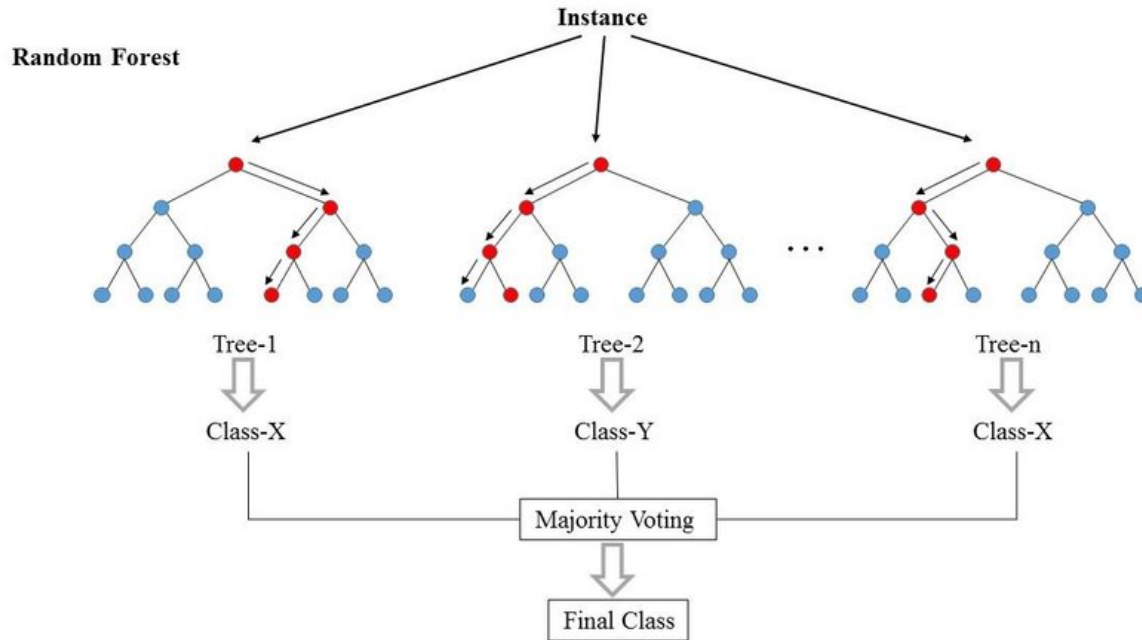 Instance
Random Forest
. . .
Tree-1 Tree-2 Tree-n
Class-X Class-Y Class-X
Majority Voting
Final Class